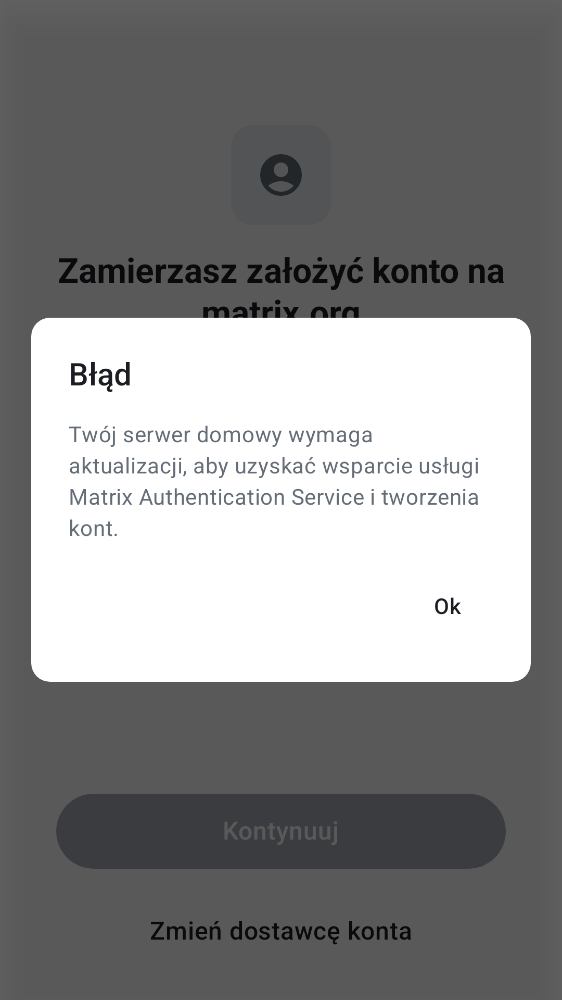 Zamierzasz założyć konto na
matrix.org
Błąd
Twój serwer domowy wymaga
aktualizacji, aby uzyskać wsparcie usługi
Matrix Authentication Service i tworzenia
kont.
Ok
Kontynuuj
Zmień dostawcę konta